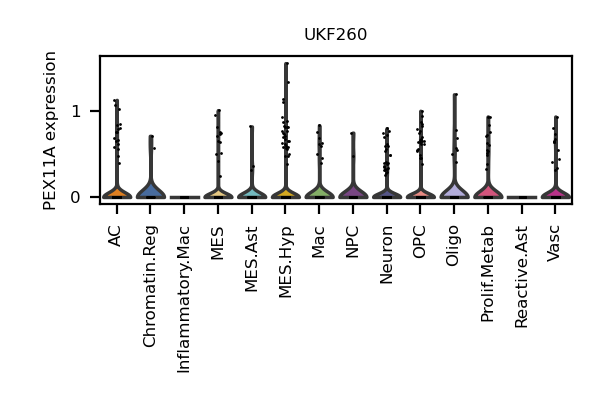 UKF260
PEX11A expression
1
0
AC
Chromatin.Reg
Inflammatory.Mac
MES
MES.Ast
MES.Hyp
Mac
NPC
Neuron
OPC
Oligo
Prolif.Metab
Reactive.Ast
Vasc